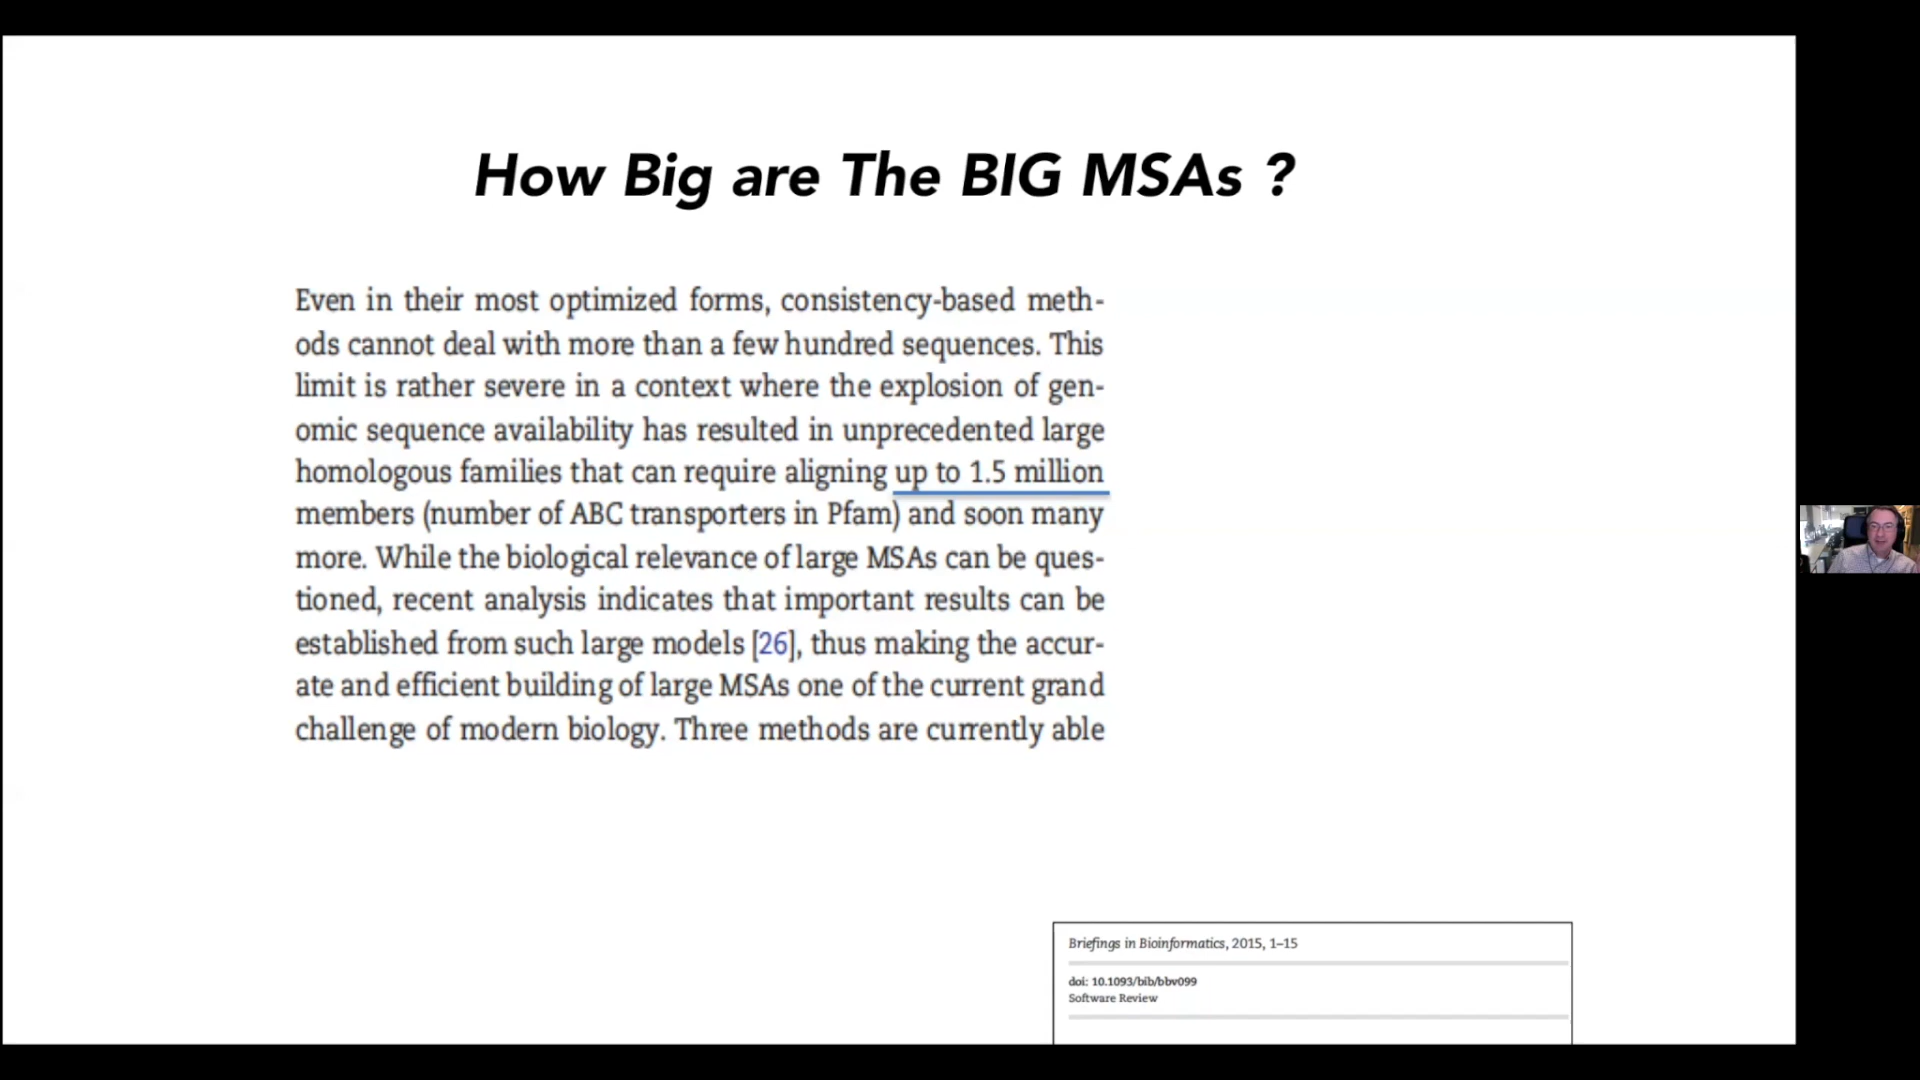 How Big are The BIG MSAs ?
Even in their most optimized forms, consistency-based meth-
ods cannot deal with more than a few hundred sequences. This
limit is rather severe in a context where the explosion of gen-
omic sequence availability has resulted in unprecedented large
homologous families that can require aligning up to 1.5 million
members (number of ABC transporters in Pfam) and soon many
more. While the biological relevance of large MSAs can be ques-
tioned, recent analysis indicates that important results can be
established from such large models [26], thus making the accur-
ate and efficient building of large MSAs one of the current grand
challenge of modern biology. Three methods are currently able
Briefings in Bioinformatics, 2015, 1–15
doi: 10.1093/bib/bbv099
Software Review